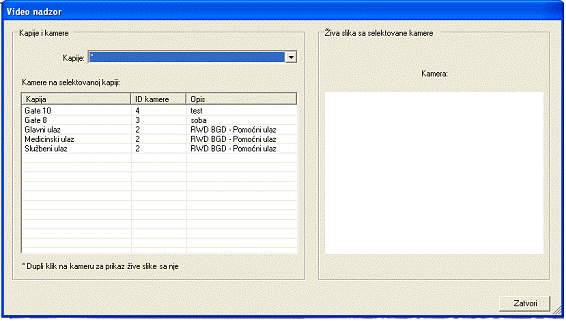 Video nadzor
Kapije i kamere
Kapije: *
Kamere na selektovanoj kapiji:
Kapija ID kamere Opis
Gate 10 4 test
Gate 8 3 soba
Glavni ulaz 2 RWD BGD - Pomoćni ulaz
Medicinski ulaz 2 RWD BGD - Pomoćni ulaz
Službeni ulaz 2 RWD BGD - Pomoćni ulaz
* Dupli klik na kameru za prikaz žive slike sa nje
Živa slika sa selektovane kamere
Kamera:
Zatvori